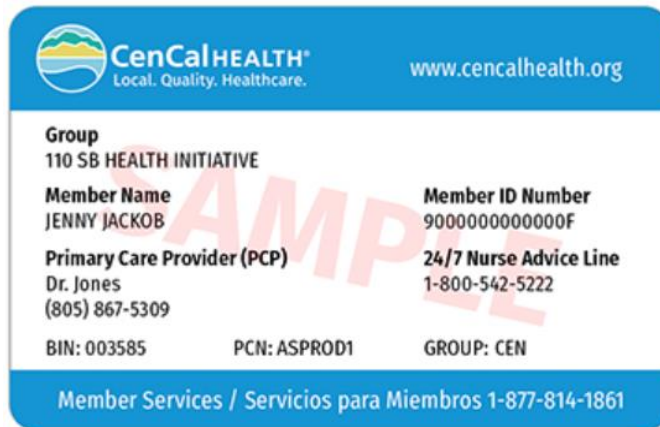 CenCalHEALTH®
Local. Quality. Healthcare.
www.cencalhealth.org
Group
110 SB HEALTH INITIATIVE
Member Name
JENNY JACKOB
Member ID Number
9000000000000F
Primary Care Provider (PCP)
Dr. Jones
(805) 867-5309
24/7 Nurse Advice Line
1-800-542-5222
BIN: 003585 PCN: ASPROD1 GROUP: CEN
SAMPLE
Member Services / Servicios para Miembros 1-877-814-1861